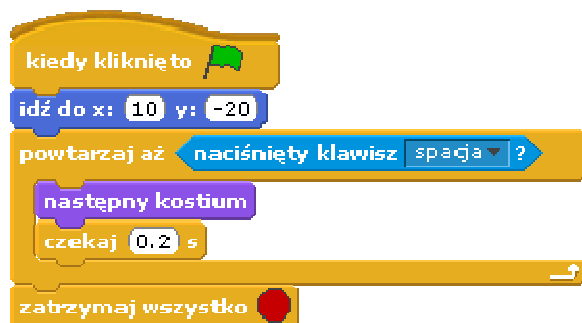 kiedy kliknięto
idź do x: 10 y: -20
powtarzaj aż naciśnięty klawisz spacja ?
następny kostium
czekaj 0.2 s
zatrzymaj wszystko